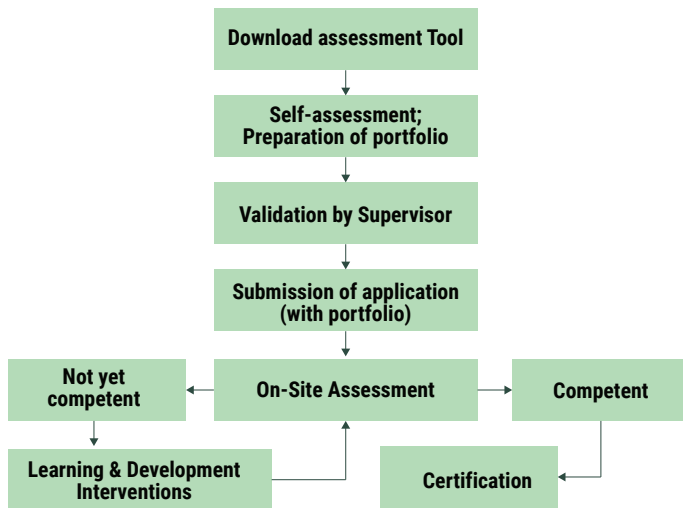 Download assessment Tool
Self-assessment;
Preparation of portfolio
Validation by Supervisor
Submission of application
(with portfolio)
Not yet
competent
On-Site Assessment
Competent
Learning & Development
Interventions
Certification